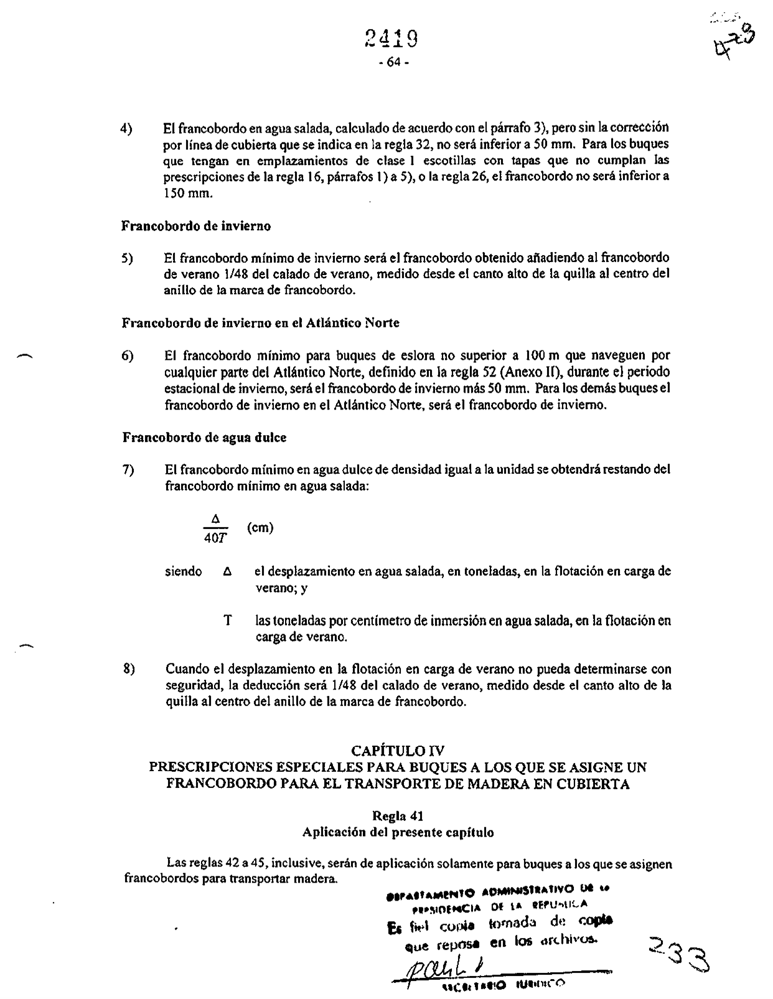 2419
- 64 -
473
4) El francobordo en agua salada, calculado de acuerdo con el párrafo 3), pero sin la corrección
por línea de cubierta que se indica en la regla 32, no será inferior a 50 mm. Para los buques
que tengan en emplazamientos de clase 1 escotillas con tapas que no cumplan las
prescripciones de la regla 16, párrafos 1) a 5), o la regla 26, el francobordo no será inferior a
150 mm.
Francobordo de invierno
5) El francobordo mínimo de invierno será el francobordo obtenido añadiendo al francobordo
de verano 1/48 del calado de verano, medido desde el canto alto de la quilla al centro del
anillo de la marca de francobordo.
Francobordo de invierno en el Atlántico Norte
6) El francobordo mínimo para buques de eslora no superior a 100 m que naveguen por
cualquier parte del Atlántico Norte, definido en la regla 52 (Anexo II), durante el periodo
estacional de invierno, será el francobordo de invierno más 50 mm. Para los demás buques el
francobordo de invierno en el Atlántico Norte, será el francobordo de invierno.
Francobordo de agua dulce
7) El francobordo mínimo en agua dulce de densidad igual a la unidad se obtendrá restando del
francobordo mínimo en agua salada:
Δ
40T (cm)
siendo Δ el desplazamiento en agua salada, en toneladas, en la flotación en carga de
verano; y
T las toneladas por centímetro de inmersión en agua salada, en la flotación en
carga de verano.
8) Cuando el desplazamiento en la flotación en carga de verano no pueda determinarse con
seguridad, la deducción será 1/48 del calado de verano, medido desde el canto alto de la
quilla al centro del anillo de la marca de francobordo.
CAPÍTULO IV
PRESCRIPCIONES ESPECIALES PARA BUQUES A LOS QUE SE ASIGNE UN
FRANCOBORDO PARA EL TRANSPORTE DE MADERA EN CUBIERTA
Regla 41
Aplicación del presente capítulo
Las reglas 42 a 45, inclusive, serán de aplicación solamente para buques a los que se asignen
francobordos para transportar madera.
DEPARTAMENTO ADMINISTRATIVO DE LA
PRESIDENCIA DE LA REPUBLICA
Es fiel copia tomada de copia
que reposa en los archivos.
SECRETARIO JURIDICO
233